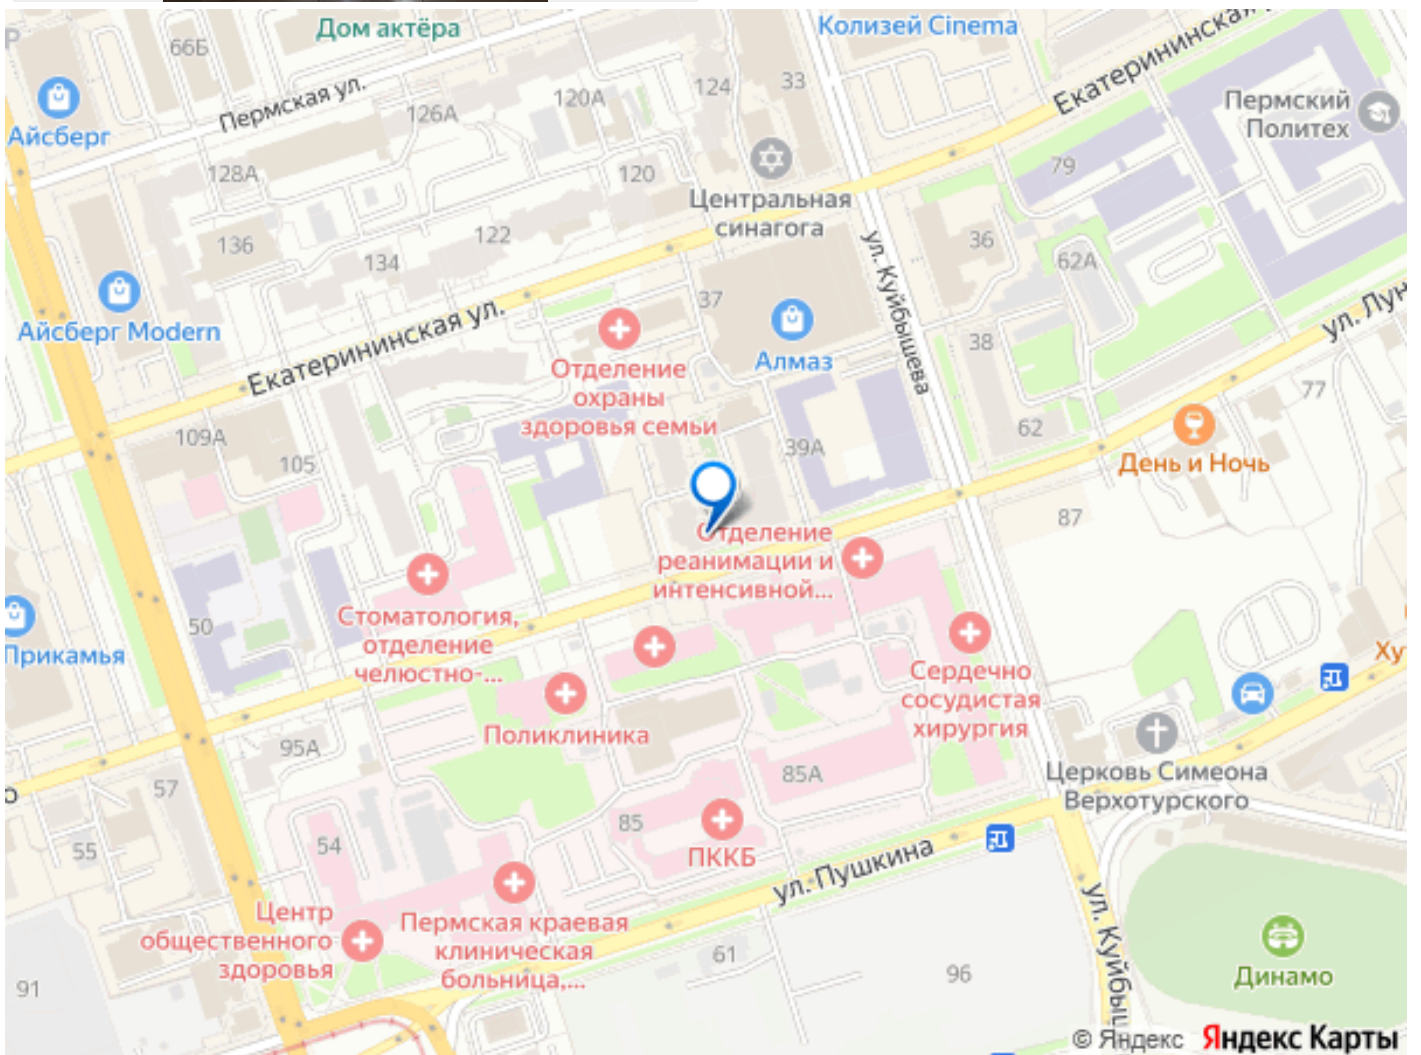 Дом актёра
Колизей Cinema
66Б
Екатерининская
Айсберг
Пермская ул.
126А
120А
124
33
Пермский
Политех
128А
120
79
Центральная
синагога
136
134
122
36
62А
ул. Куйбышева
Айсберг Modern
Екатерининская ул.
37
Алмаз
38
ул. Лун
Отделение
охраны
здоровья семьи
77
109А
105
39А
62
День и Ночь
87
Отделение
реанимации и
интенсивной...
Стоматология,
отделение
челюстно-...
50
Прикамья
Сердечно
сосудистая
хирургия
Ху
Поликлиника
95А
57
85А
Церковь Симеона
Верхотурского
55
54
85
ПККБ
ул. Пушкина
Центр
общественного
здоровья
Пермская краевая
клиническая
больница,...
61
96
91
ул. Куйбыш
Динамо
© Яндекс Яндекс Карты